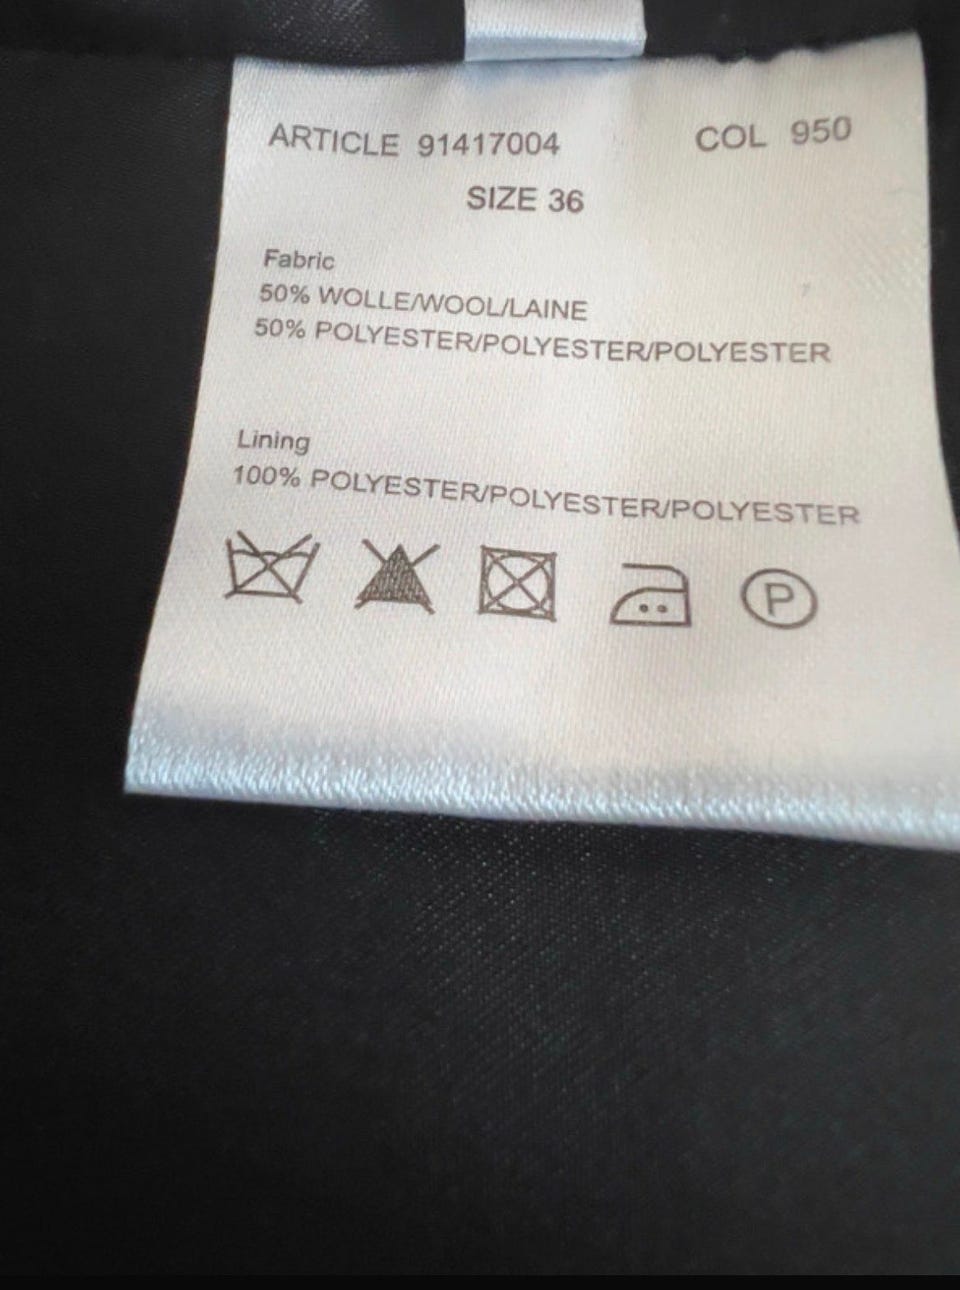 ARTICLE 91417004 COL 950
SIZE 36
Fabric
50% WOLLE/WOOL/LAINE
50% POLYESTER/POLYESTER/POLYESTER
Lining
100% POLYESTER/POLYESTER/POLYESTER
P